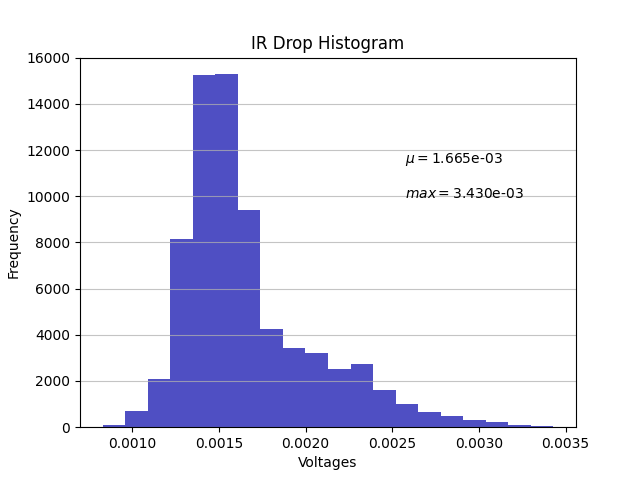 IR Drop Histogram
16000
14000
12000
10000
8000
6000
4000
2000
0
Frequency
μ = 1.665e-03
max = 3.430e-03
0.0010 0.0015 0.0020 0.0025 0.0030 0.0035
Voltages